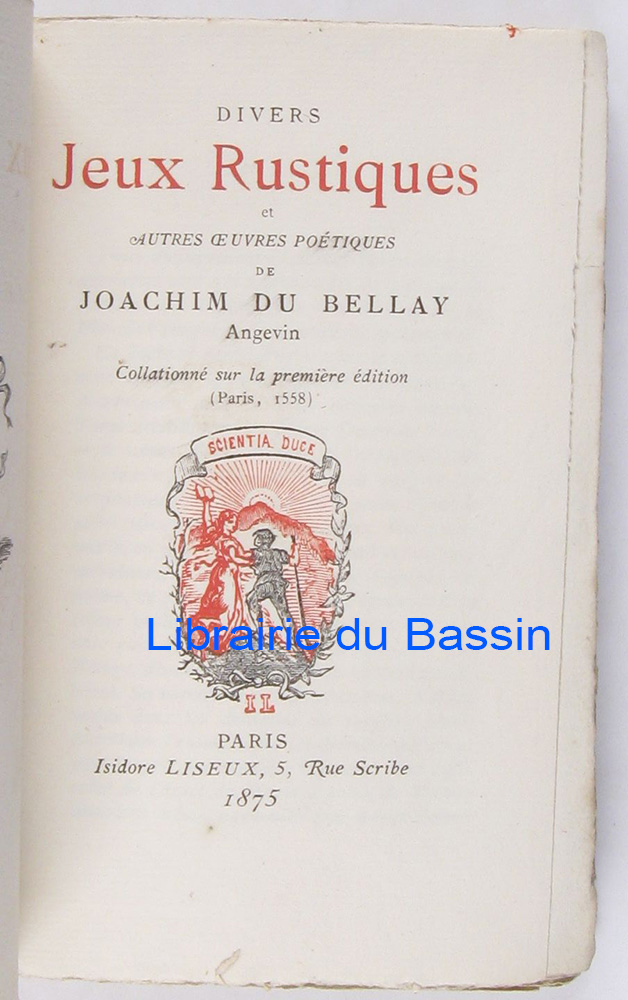 DIVERS
Jeux Rustiques
et
AUTRES ŒUVRES POÉTIQUES
DE
JOACHIM DU BELLAY
Angevin
Collationné sur la première édition
(Paris, 1558)
SCIENTIA DUCE
Librairie du Bassin
IL
PARIS
Isidore LISEUX, 5, Rue Scribe
1875